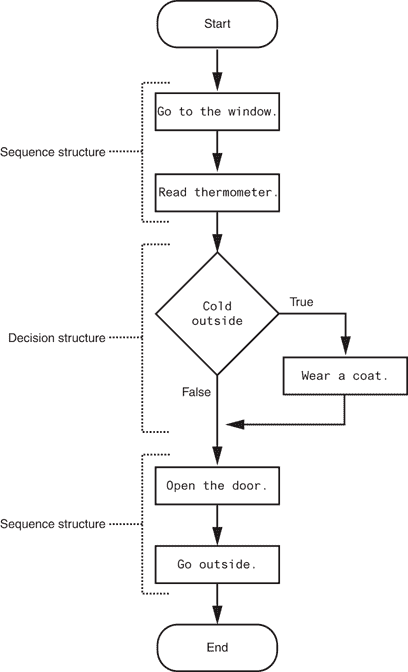 Start
Go to the window.
Sequence structure
Read thermometer.
Cold
outside
True
Decision structure
Wear a coat.
False
Open the door.
Sequence structure
Go outside.
End